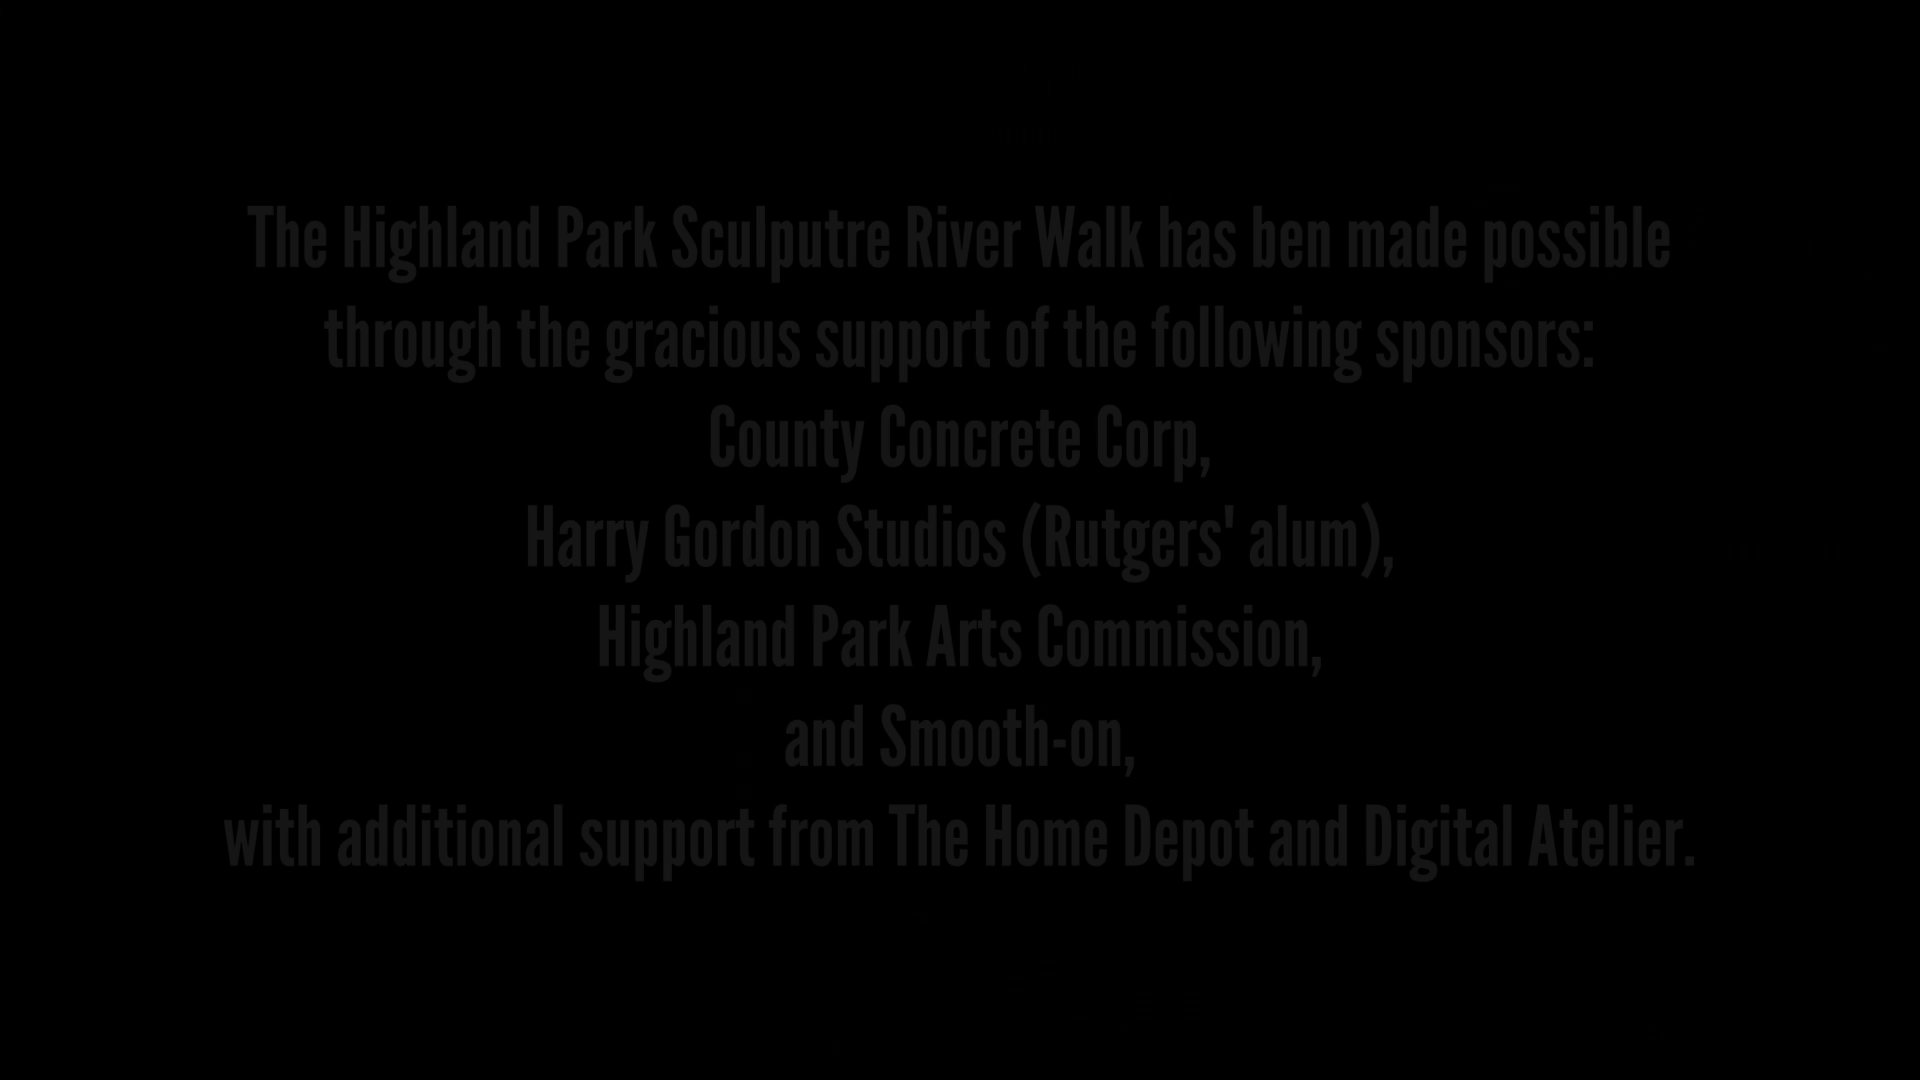 The Highland Park Sculputre River Walk has ben made possible
through the gracious support of the following sponsors:
County Concrete Corp,
Harry Gordon Studios (Rutgers' alum),
Highland Park Arts Commission,
and Smooth-on,
with additional support from The Home Depot and Digital Atelier.